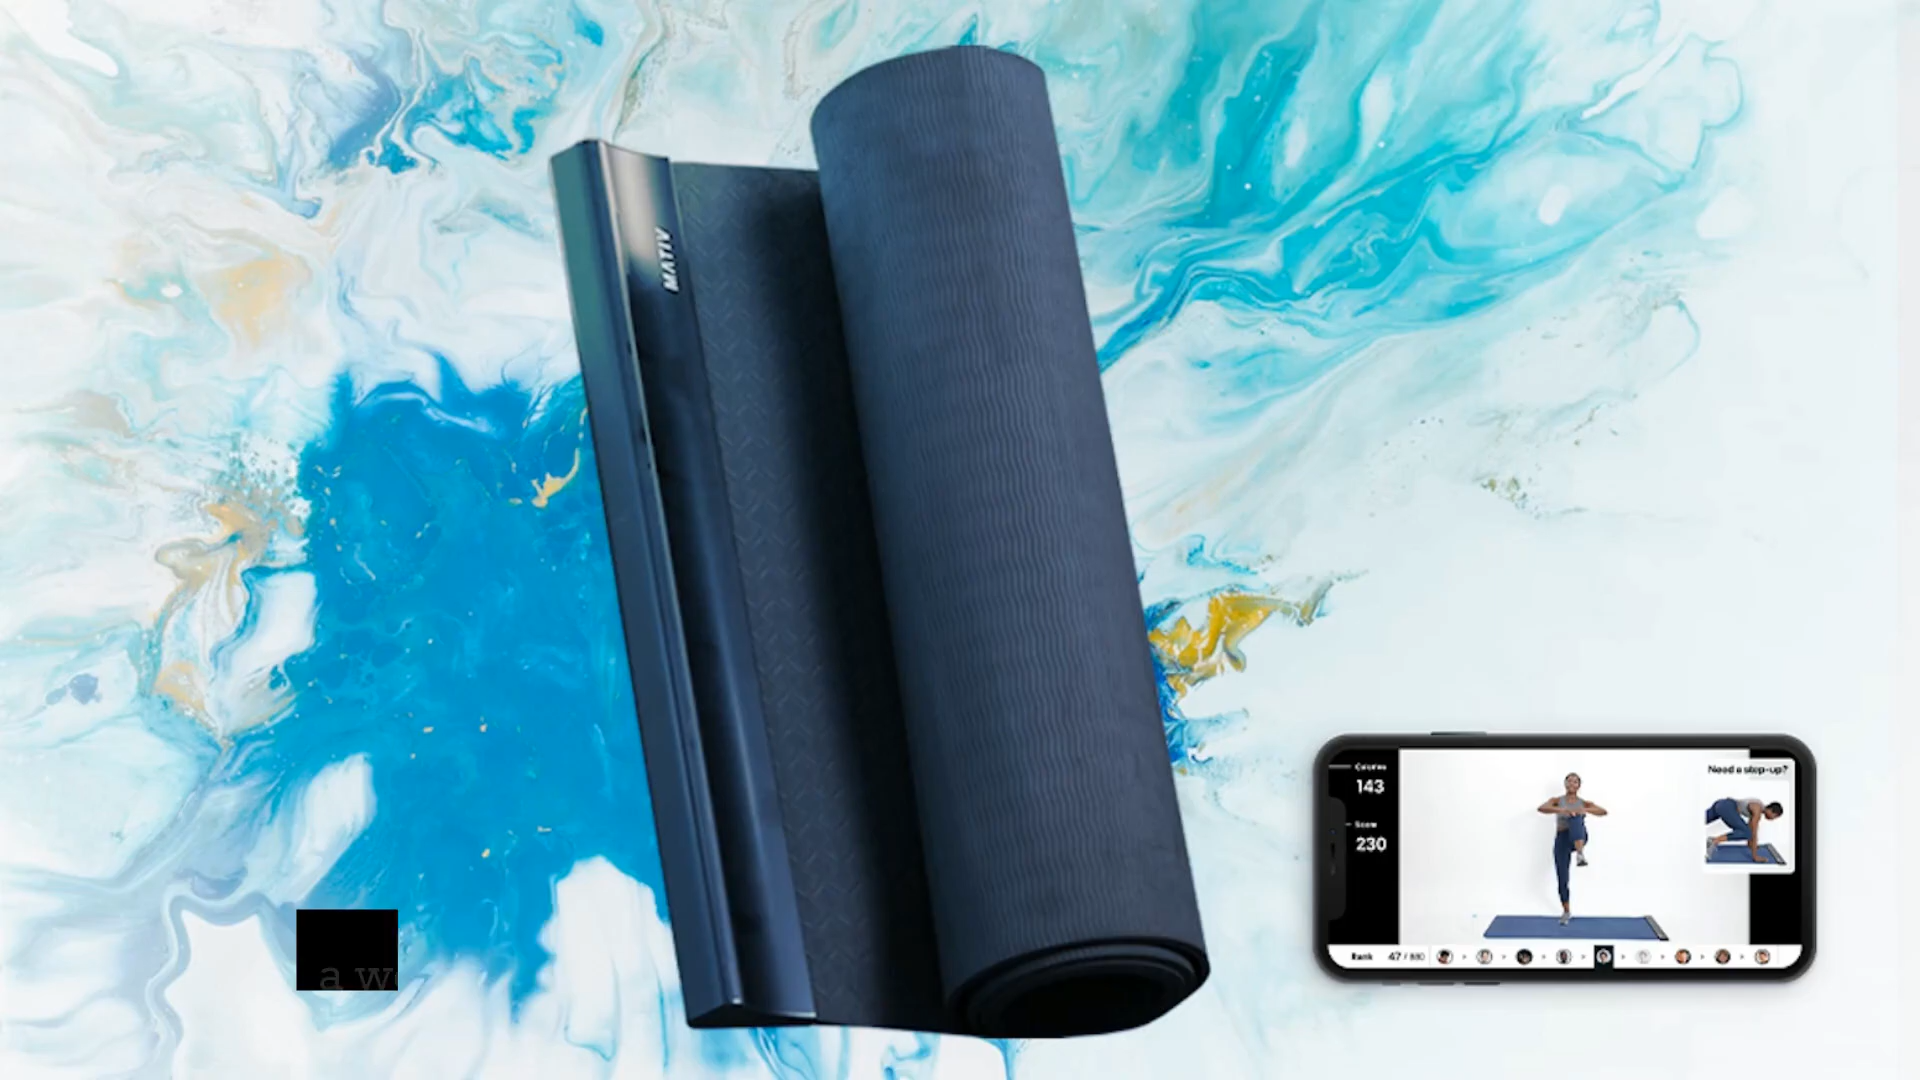 MATIV
Calories
143
Score
230
Need a step-up?
Rank 47 / 880
a w